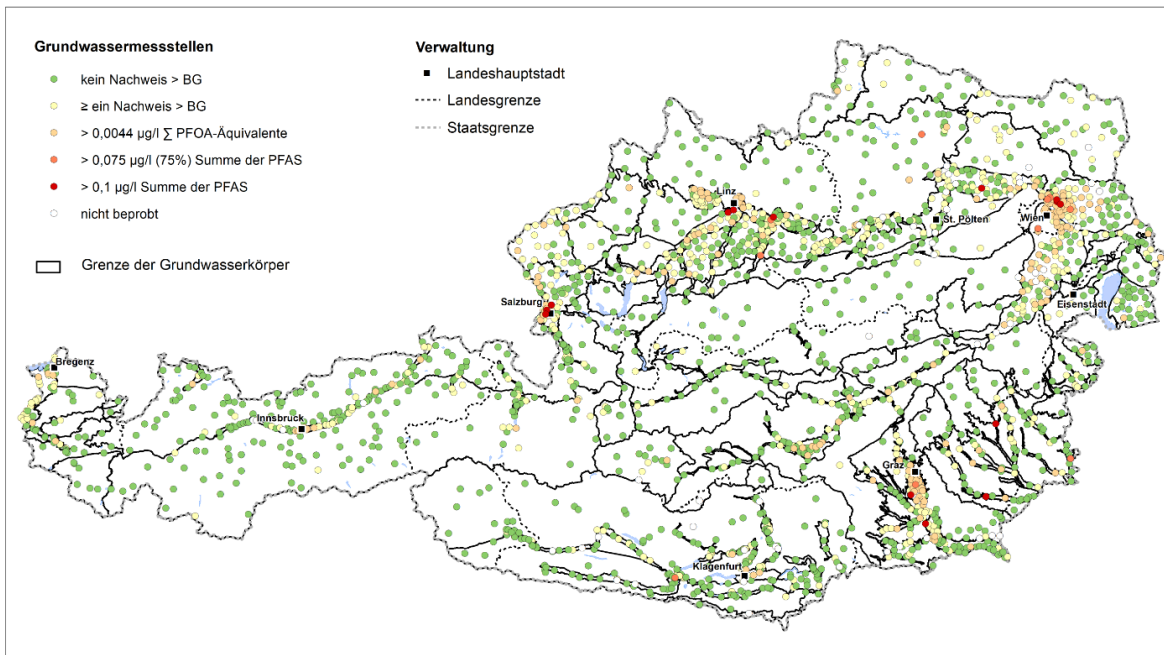 Grundwassermessstellen
kein Nachweis > BG
≥ ein Nachweis > BG
> 0,0044 µg/l ∑ PFOA-Äquivalente
> 0,075 µg/l (75%) Summe der PFAS
> 0,1 µg/l Summe der PFAS
nicht beprobt
Grenze der Grundwasserkörper
Verwaltung
Landeshauptstadt
Landesgrenze
Staatsgrenze
Linz
St. Pölten
Wien
Eisenstadt
Salzburg
Bregenz
Innsbruck
Graz
Klagenfurt